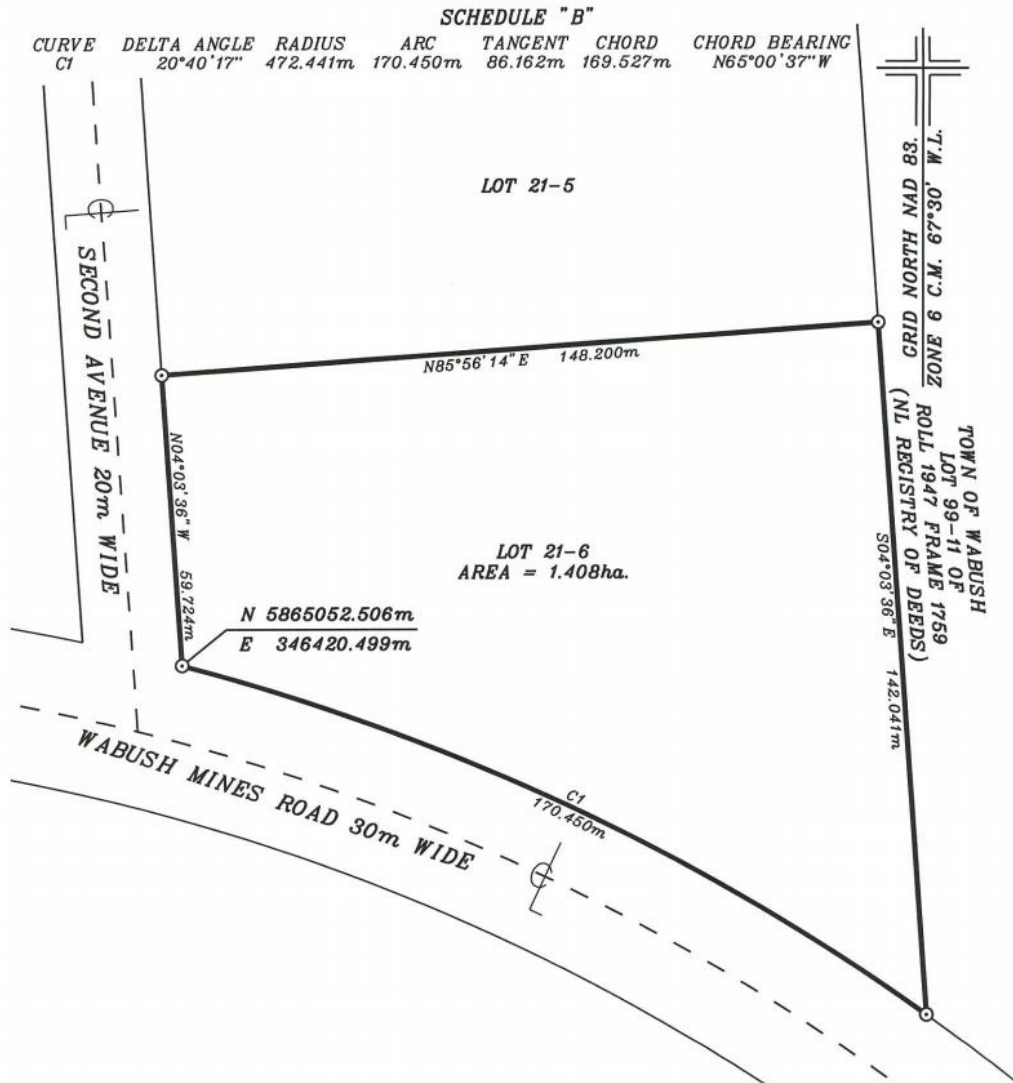 SCHEDULE "B"
CURVE DELTA ANGLE RADIUS ARC TANGENT CHORD CHORD BEARING
C1 20°40'17" 472.441m 170.450m 86.162m 169.527m N65°00'37"W
LOT 21-5
T.M. ZONE 6 C.M. 67°30' W.L.
GRID NORTH NAD 83.
SECOND AVENUE 20m WIDE
N85°56'14"E 148.200m
N04°03'36"W 59.724m
LOT 21-6
AREA = 1.408ha.
N 5865052.506m
E 346420.499m
S04°03'36"E 142.041m
TOWN OF WABUSH
LOT 99-11 OF
ROLL 1947 FRAME 1759
(NL REGISTRY OF DEEDS)
C1
170.450m
WABUSH MINES ROAD 30m WIDE